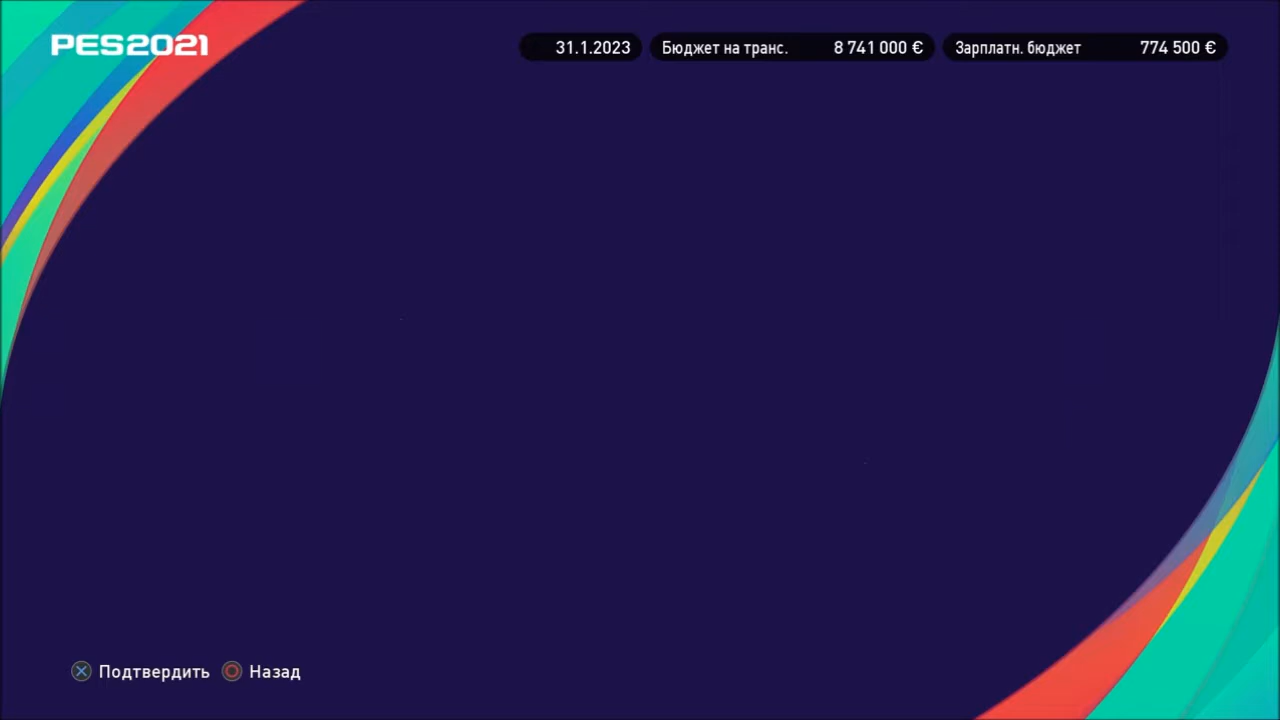 PES2021
31.1.2023 Бюджет на транс. 8 741 000 € Зарплатн. бюджет 774 500 €
Подтвердить Назад